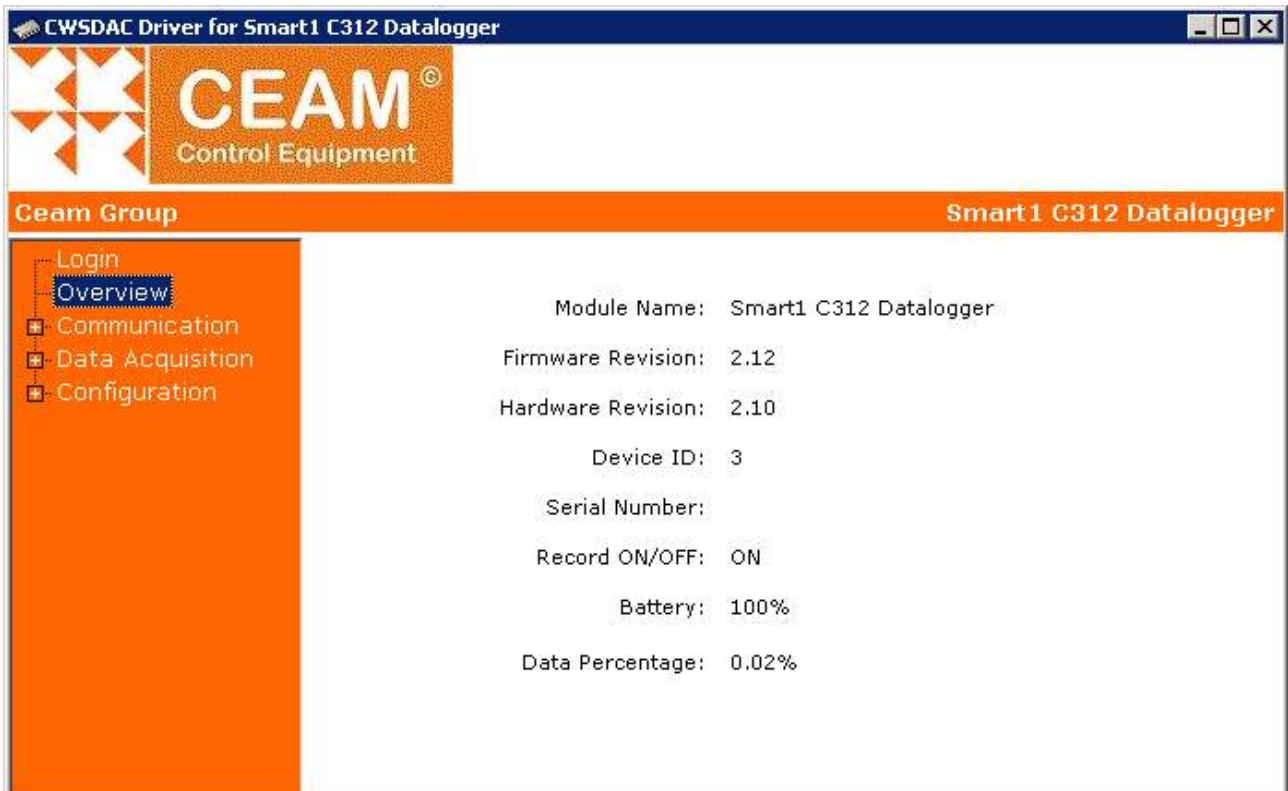 CWSDAC Driver for Smart1 C312 Datalogger
CEAM©
Control Equipment
Ceam Group
Smart1 C312 Datalogger
Login
Overview
Communication
Data Acquisition
Configuration
Module Name: Smart1 C312 Datalogger
Firmware Revision: 2.12
Hardware Revision: 2.10
Device ID: 3
Serial Number:
Record ON/OFF: ON
Battery: 100%
Data Percentage: 0.02%